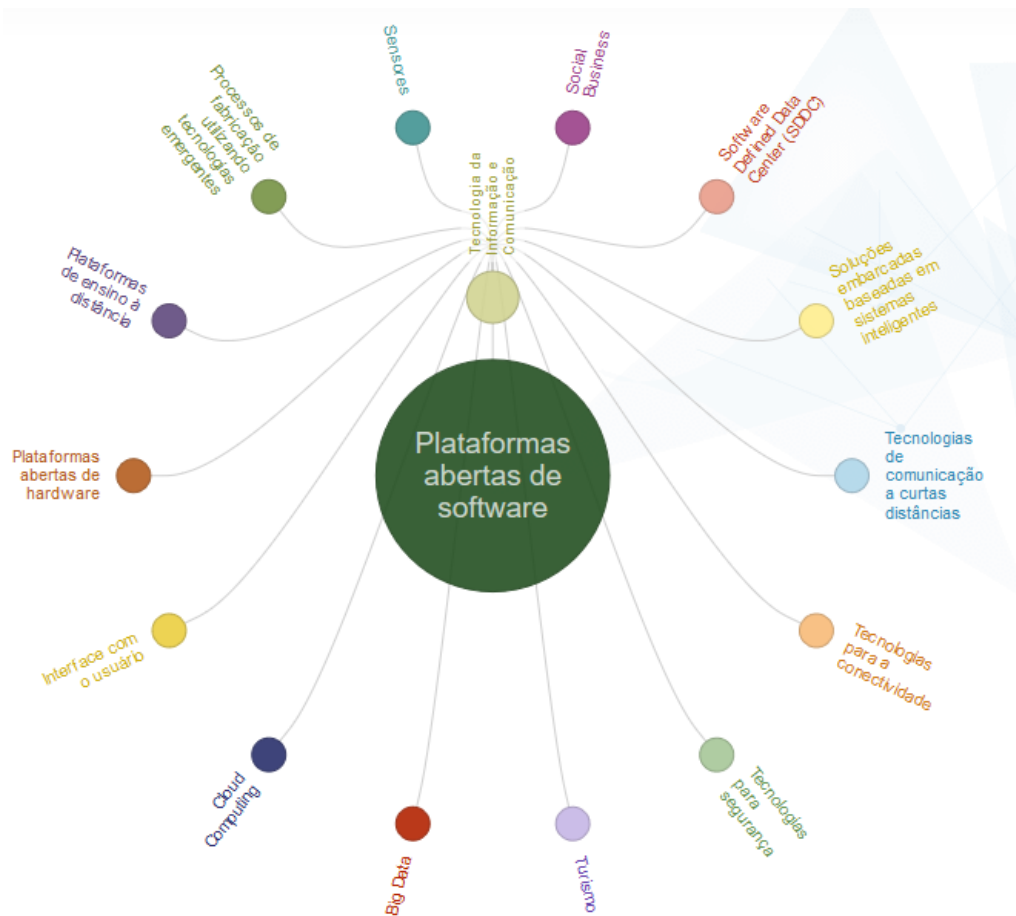 Sensores
Social
Business
Processos de
fabricação
utilizando
tecnologias
emergentes
Software
Defined Data
Center (SDDC)
Tecnologia da
Informação e
Comunicação
Plataformas
de ensino à
distância
Soluções
embarcadas
baseadas em
sistemas
inteligentes
Plataformas
abertas de
software
Plataformas
abertas de
hardware
Tecnologias
de
comunicação
a curtas
distâncias
Interface com
o usuário
Tecnologias
para a
conectividade
Cloud
Computing
Big Data
Turismo
Tecnologias
para
segurança